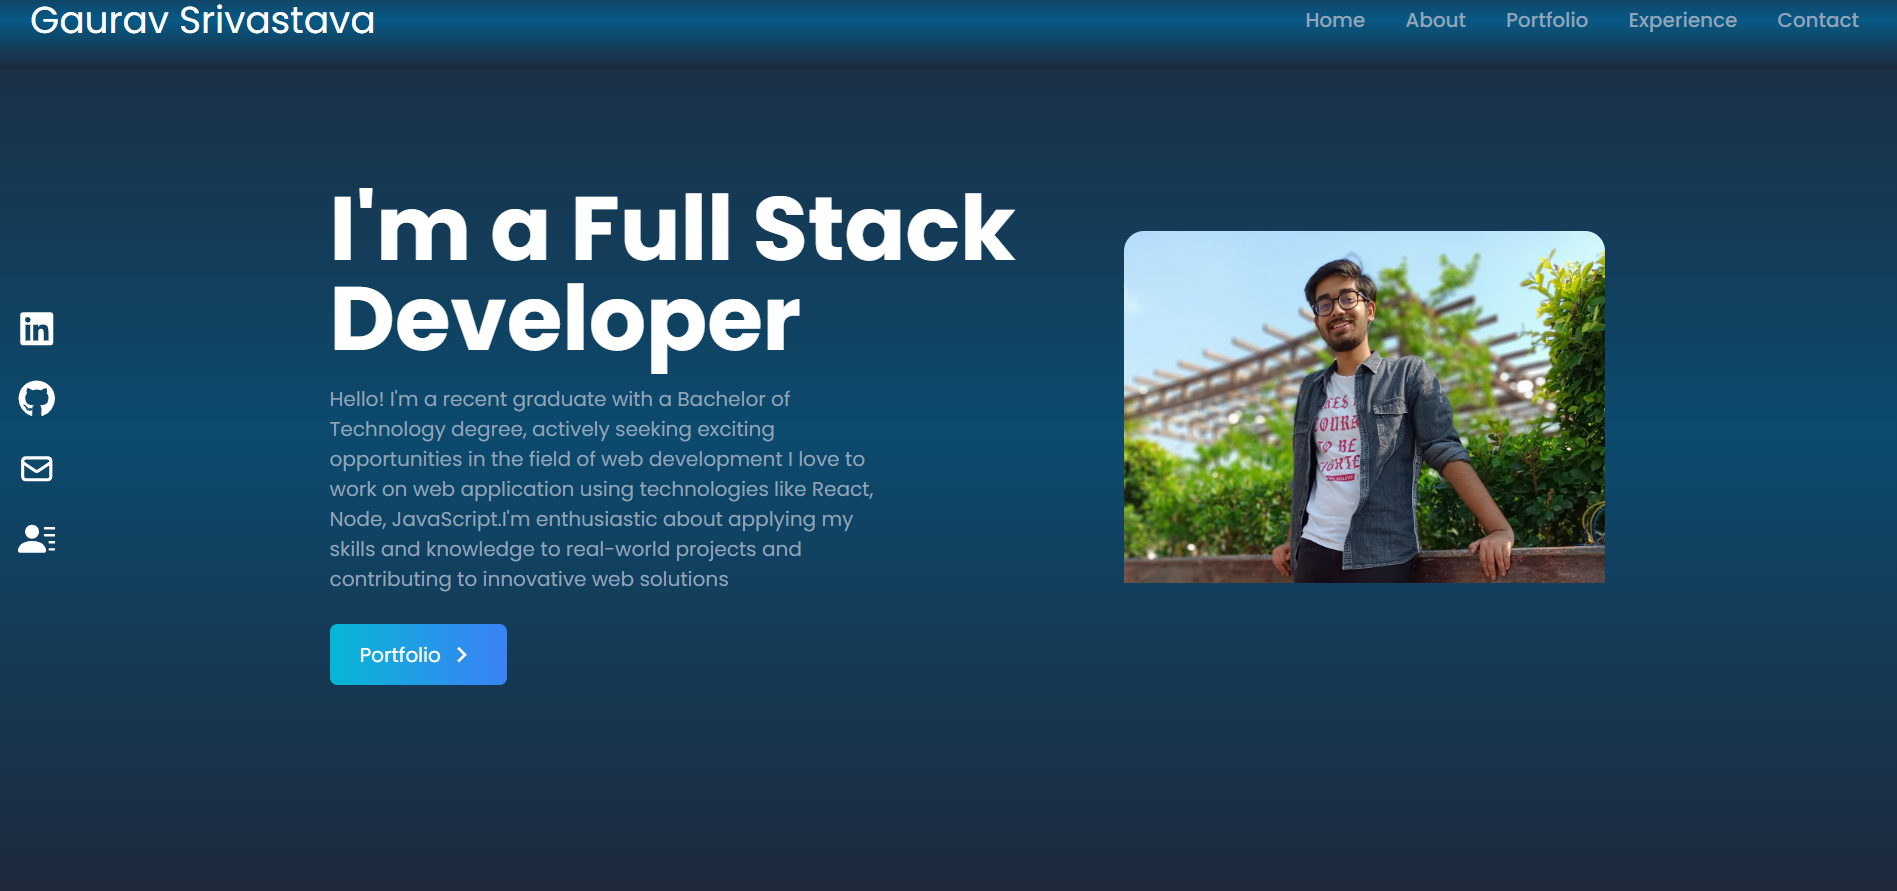 Gaurav Srivastava
Home About Portfolio Experience Contact
I'm a Full Stack
Developer
Hello! I'm a recent graduate with a Bachelor of
Technology degree, actively seeking exciting
opportunities in the field of web development I love to
work on web application using technologies like React,
Node, JavaScript.I'm enthusiastic about applying my
skills and knowledge to real-world projects and
contributing to innovative web solutions
Portfolio
in
TO BE